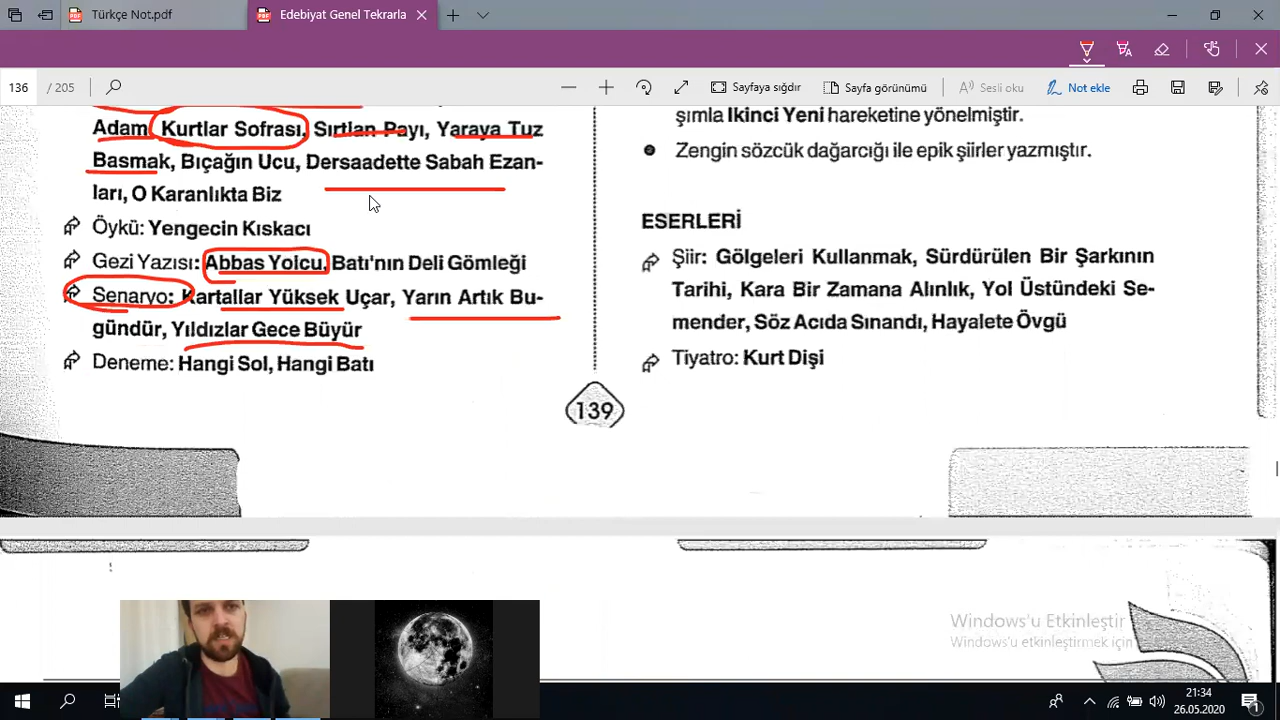 Türkçe Not.pdf
Edebiyat Genel Tekrarla
136 / 205
Sayfaya sığdır
Sayfa görünümü
Sesli oku
Not ekle
Adam, Kurtlar Sofrası, Sırtlan Payı, Yaraya Tuz
Basmak, Bıçağın Ucu, Dersaadette Sabah Ezan-
ları, O Karanlıkta Biz
Öykü: Yengecin Kıskacı
Gezi Yazısı: Abbas Yolcu, Batı'nın Deli Gömleği
Senaryo: Kartallar Yüksek Uçar, Yarın Artık Bu-
gündür, Yıldızlar Gece Büyür
Deneme: Hangi Sol, Hangi Batı
139
şımla Ikinci Yeni hareketine yönelmiştir.
Zengin sözcük dağarcığı ile epik şiirler yazmıştır.
ESERLERİ
Şiir: Gölgeleri Kullanmak, Sürdürülen Bir Şarkının
Tarihi, Kara Bir Zamana Alınlık, Yol Üstündeki Se-
mender, Söz Acıda Sınandı, Hayalete Övgü
Tiyatro: Kurt Dişi
Windows'u Etkinleştir
Windows'u etkinleştirmek için
21:34
26.05.2020